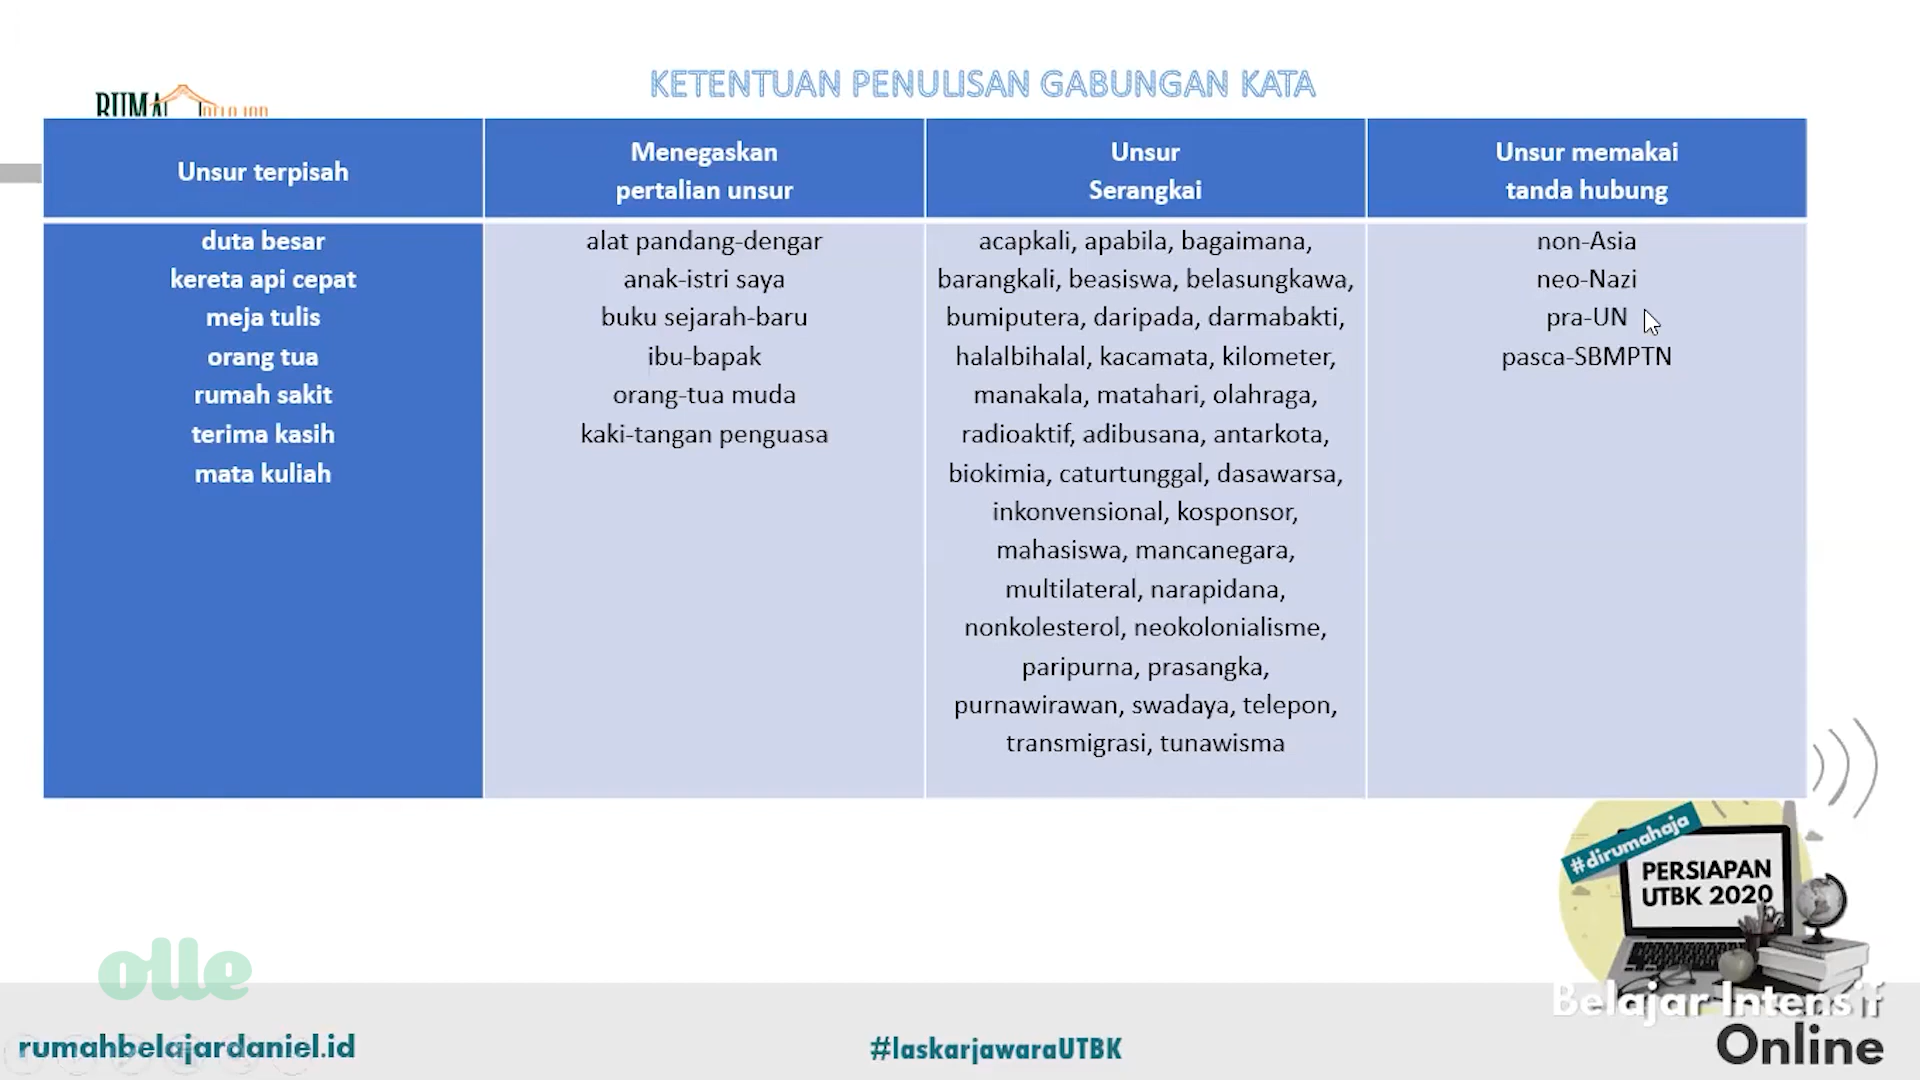 KETENTUAN PENULISAN GABUNGAN KATA
Unsur terpisah
Menegaskan
pertalian unsur
Unsur
Serangkai
Unsur memakai
tanda hubung
duta besar
kereta api cepat
meja tulis
orang tua
rumah sakit
terima kasih
mata kuliah
alat pandang-dengar
anak-istri saya
buku sejarah-baru
ibu-bapak
orang-tua muda
kaki-tangan penguasa
acapkali, apabila, bagaimana,
barangkali, beasiswa, belasungkawa,
bumiputera, daripada, darmabakti,
halalbihalal, kacamata, kilometer,
manakala, matahari, olahraga,
radioaktif, adibusana, antarkota,
biokimia, caturtunggal, dasawarsa,
inkonvensional, kosponsor,
mahasiswa, mancanegara,
multilateral, narapidana,
nonkolesterol, neokolonialisme,
paripurna, prasangka,
purnawirawan, swadaya, telepon,
transmigrasi, tunawisma
non-Asia
neo-Nazi
pra-UN
pasca-SBMPTN
#dirumahaja
PERSIAPAN
UTBK 2020
olle
Belajar Intensif
Online
rumahbelajardaniel.id
#laskarjawaraUTBK